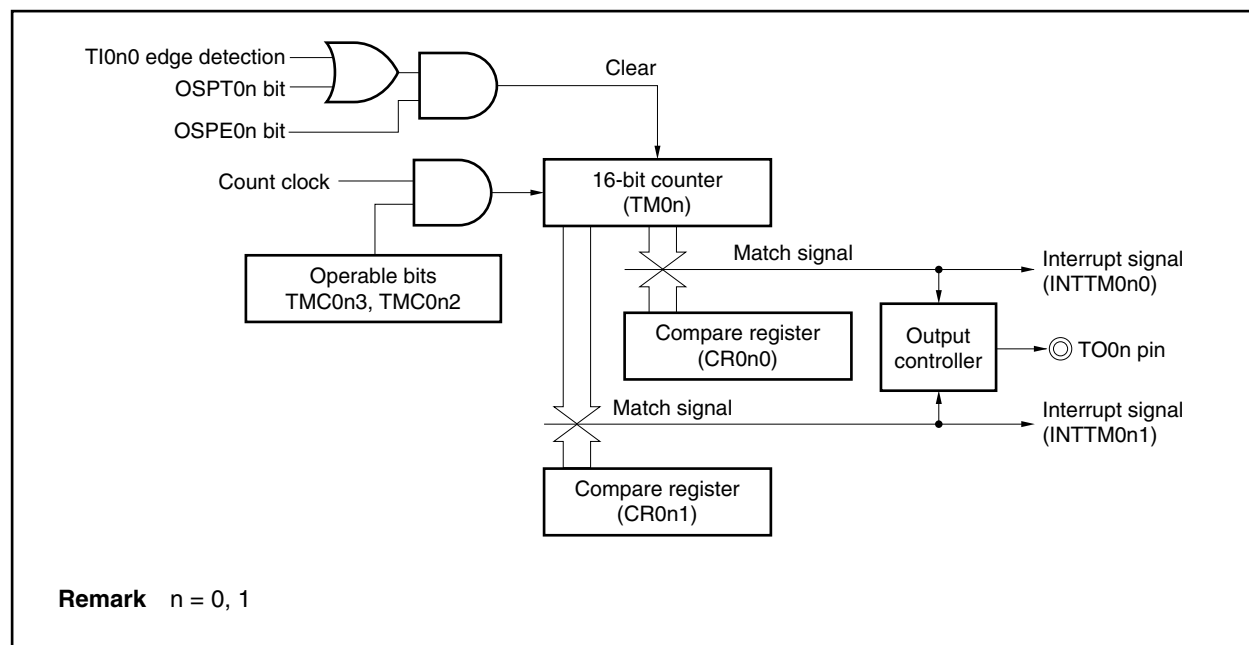 TI0n0 edge detection
OSPT0n bit
OSPE0n bit
Clear
Count clock
16-bit counter
(TM0n)
Operable bits
TMC0n3, TMC0n2
Match signal
Interrupt signal
(INTTM0n0)
Compare register
(CR0n0)
Output
controller
TO0n pin
Match signal
Interrupt signal
(INTTM0n1)
Compare register
(CR0n1)
Remark n = 0, 1